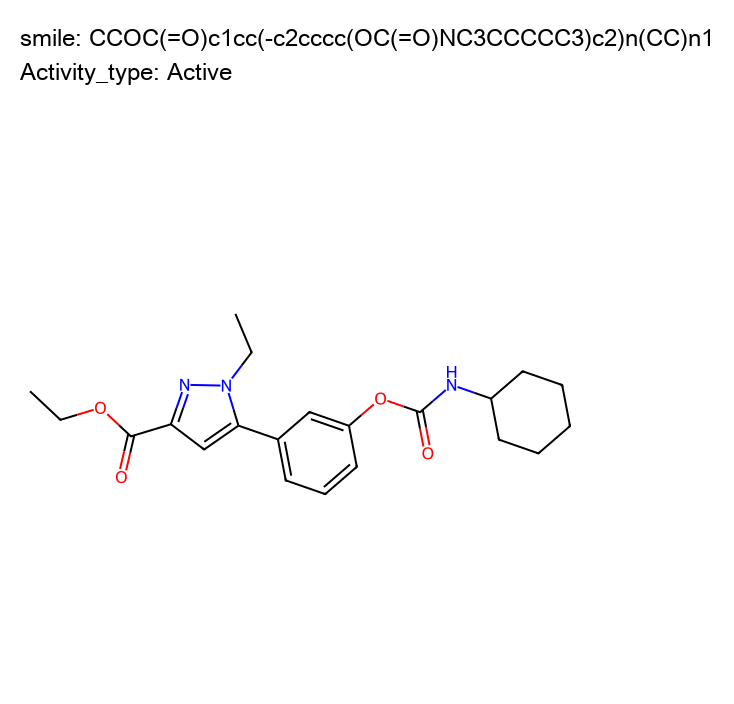 smile: CCOC(=O)c1cc(-c2cccc(OC(=O)NC3CCCCC3)c2)n(CC)n1
Activity_type: Active
N
N
O
O
O
O
H
N